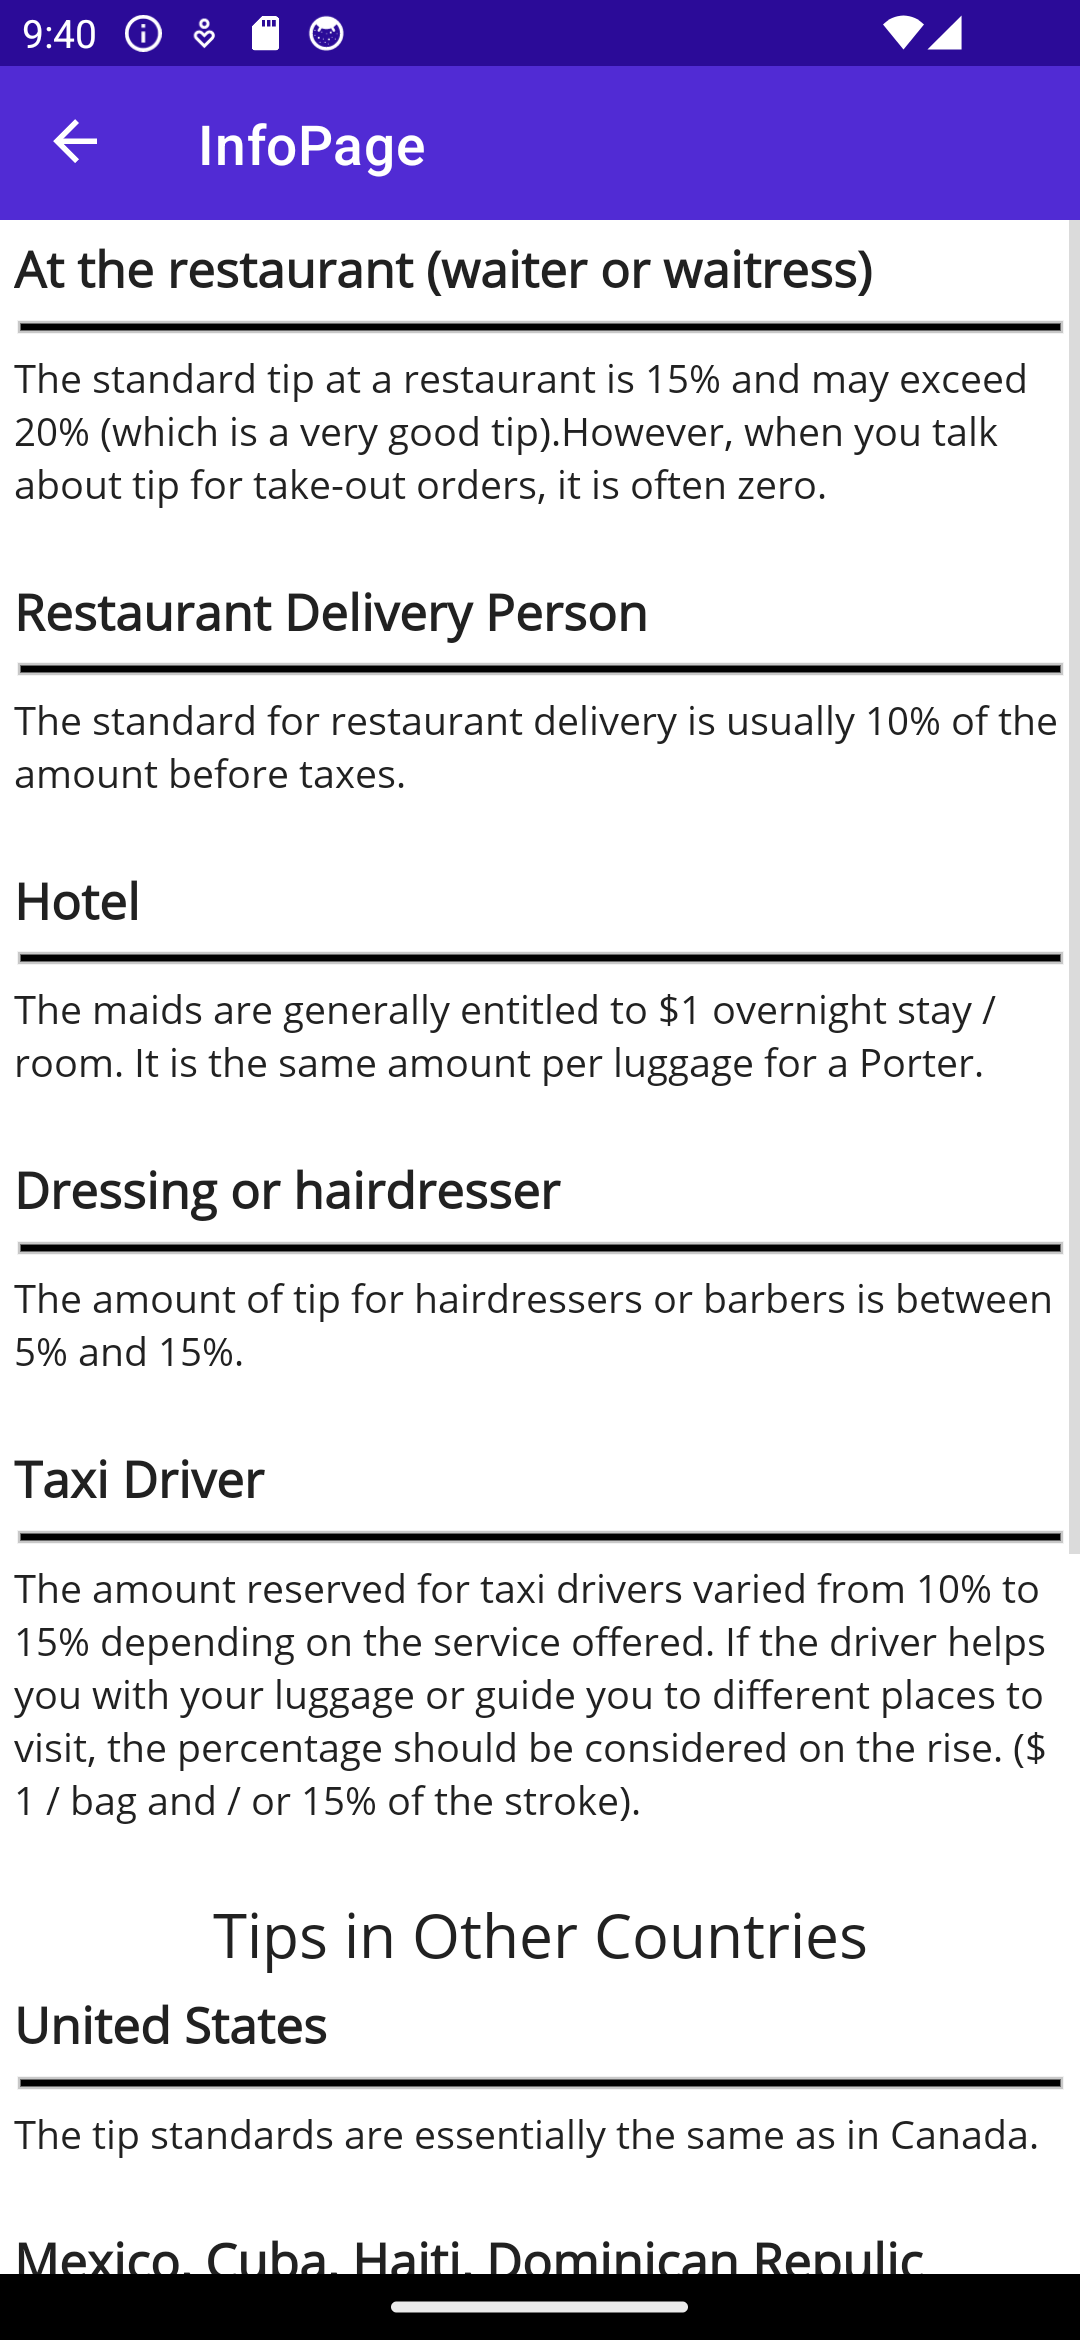 9:40
InfoPage
At the restaurant (waiter or waitress)
The standard tip at a restaurant is 15% and may exceed
20% (which is a very good tip).However, when you talk
about tip for take-out orders, it is often zero.
Restaurant Delivery Person
The standard for restaurant delivery is usually 10% of the
amount before taxes.
Hotel
The maids are generally entitled to $1 overnight stay /
room. It is the same amount per luggage for a Porter.
Dressing or hairdresser
The amount of tip for hairdressers or barbers is between
5% and 15%.
Taxi Driver
The amount reserved for taxi drivers varied from 10% to
15% depending on the service offered. If the driver helps
you with your luggage or guide you to different places to
visit, the percentage should be considered on the rise. ($
1 / bag and / or 15% of the stroke).
Tips in Other Countries
United States
The tip standards are essentially the same as in Canada.
Mexico, Cuba, Haiti, Dominican Repulic